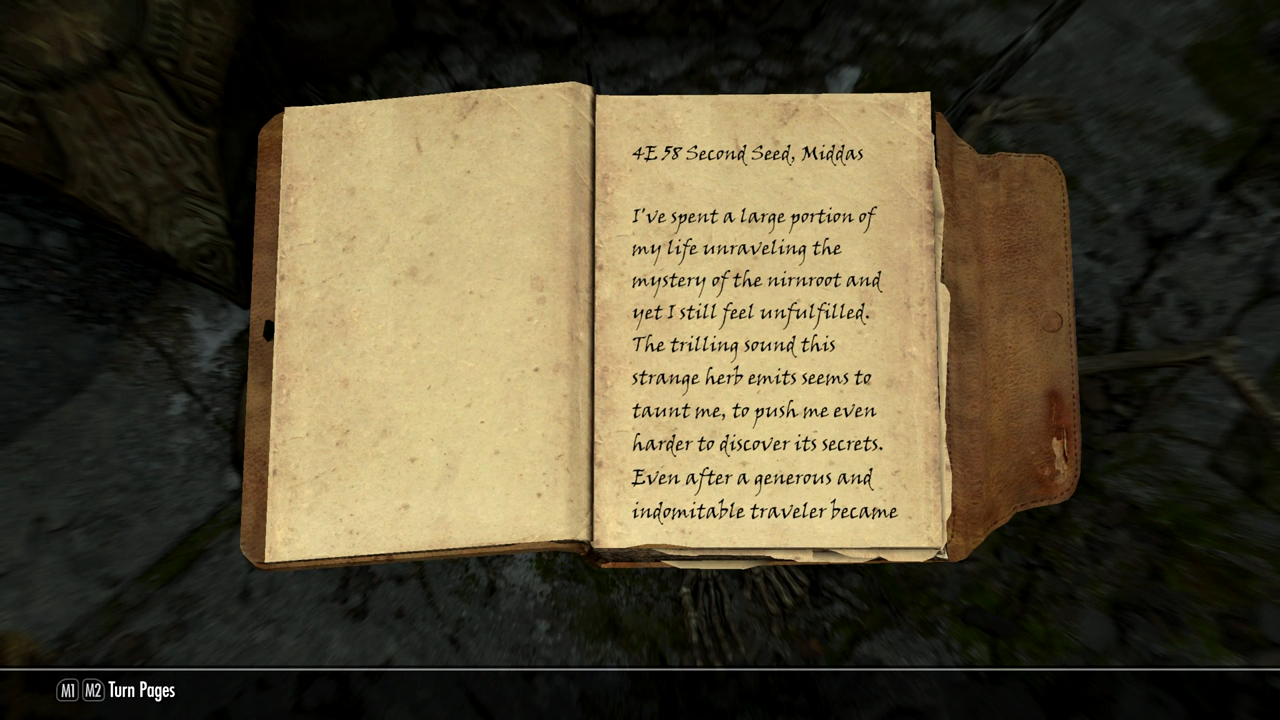 4E 58 Second Seed, Middas
I've spent a large portion of
my life unraveling the
mystery of the nirnroot and
yet I still feel unfulfilled.
The trilling sound this
strange herb emits seems to
taunt me, to push me even
harder to discover its secrets.
Even after a generous and
indomitable traveler became
M1 M2 Turn Pages